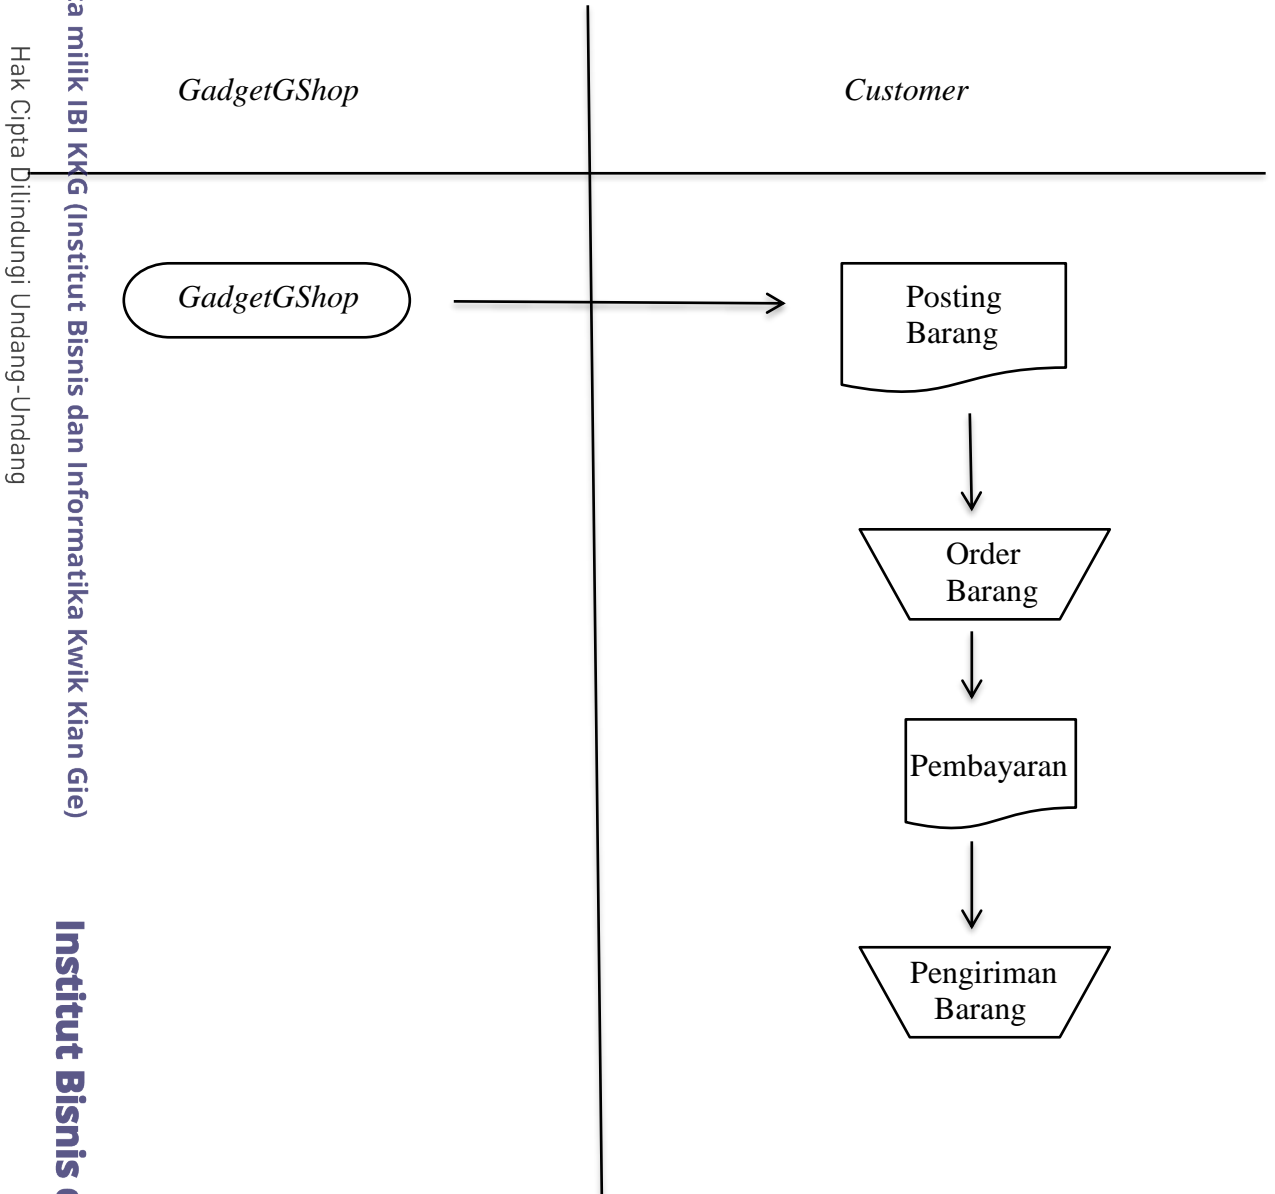 GadgetGShop
Customer
GadgetGShop
Posting
Barang
Order
Barang
Pembayaran
Pengiriman
Barang
milik IBI KKG (Institut Bisnis dan Informatika Kwik Kian Gie)
Hak Cipta Dilindungi Undang-Undang
Institut Bisnis